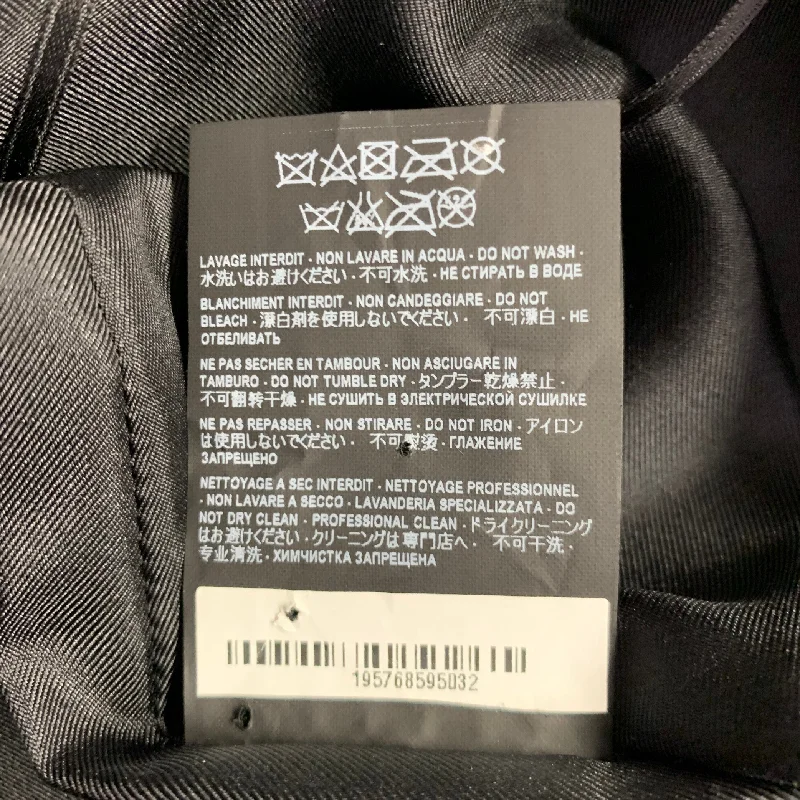 LAVAGE INTERDIT · NON LAVARE IN ACQUA · DO NOT WASH ·
水洗いはお避けください · 不可水洗 · НЕ СТИРАТЬ В ВОДЕ
BLANCHIMENT INTERDIT · NON CANDEGGIARE · DO NOT
BLEACH · 漂白剤を使用しないでください · 不可漂白 · НЕ
ОТБЕЛИВАТЬ
NE PAS SECHER EN TAMBOUR · NON ASCIUGARE IN
TAMBURO · DO NOT TUMBLE DRY · タンブラー乾燥禁止 ·
不可翻转干燥 · НЕ СУШИТЬ В ЭЛЕКТРИЧЕСКОЙ СУШИЛКЕ
NE PAS REPASSER · NON STIRARE · DO NOT IRON · アイロン
は使用しないでください · 不可熨烫 · ГЛАЖЕНИЕ
ЗАПРЕЩЕНО
NETTOYAGE A SEC INTERDIT · NETTOYAGE PROFESSIONNEL
· NON LAVARE A SECCO · LAVANDERIA SPECIALIZZATA · DO
NOT DRY CLEAN · PROFESSIONAL CLEAN · ドライクリーニング
はお避けください · クリーニングは専門店へ · 不可干洗 ·
专业清洗 · ХИМЧИСТКА ЗАПРЕЩЕНА
195768595032